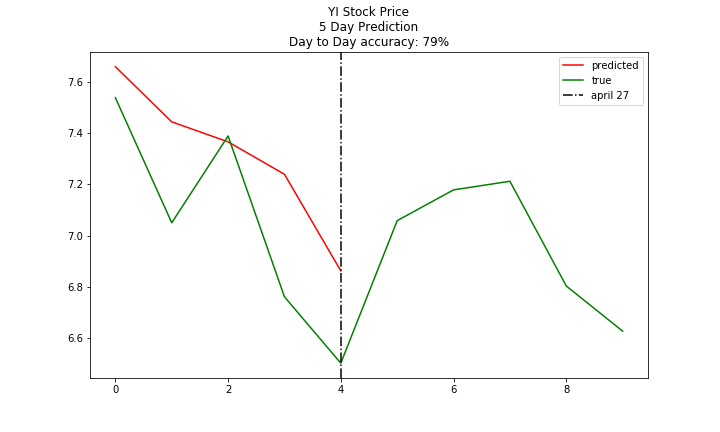 YI Stock Price
5 Day Prediction
Day to Day accuracy: 79%
predicted
true
april 27
7.6
7.4
7.2
7.0
6.8
6.6
0
2
4
6
8